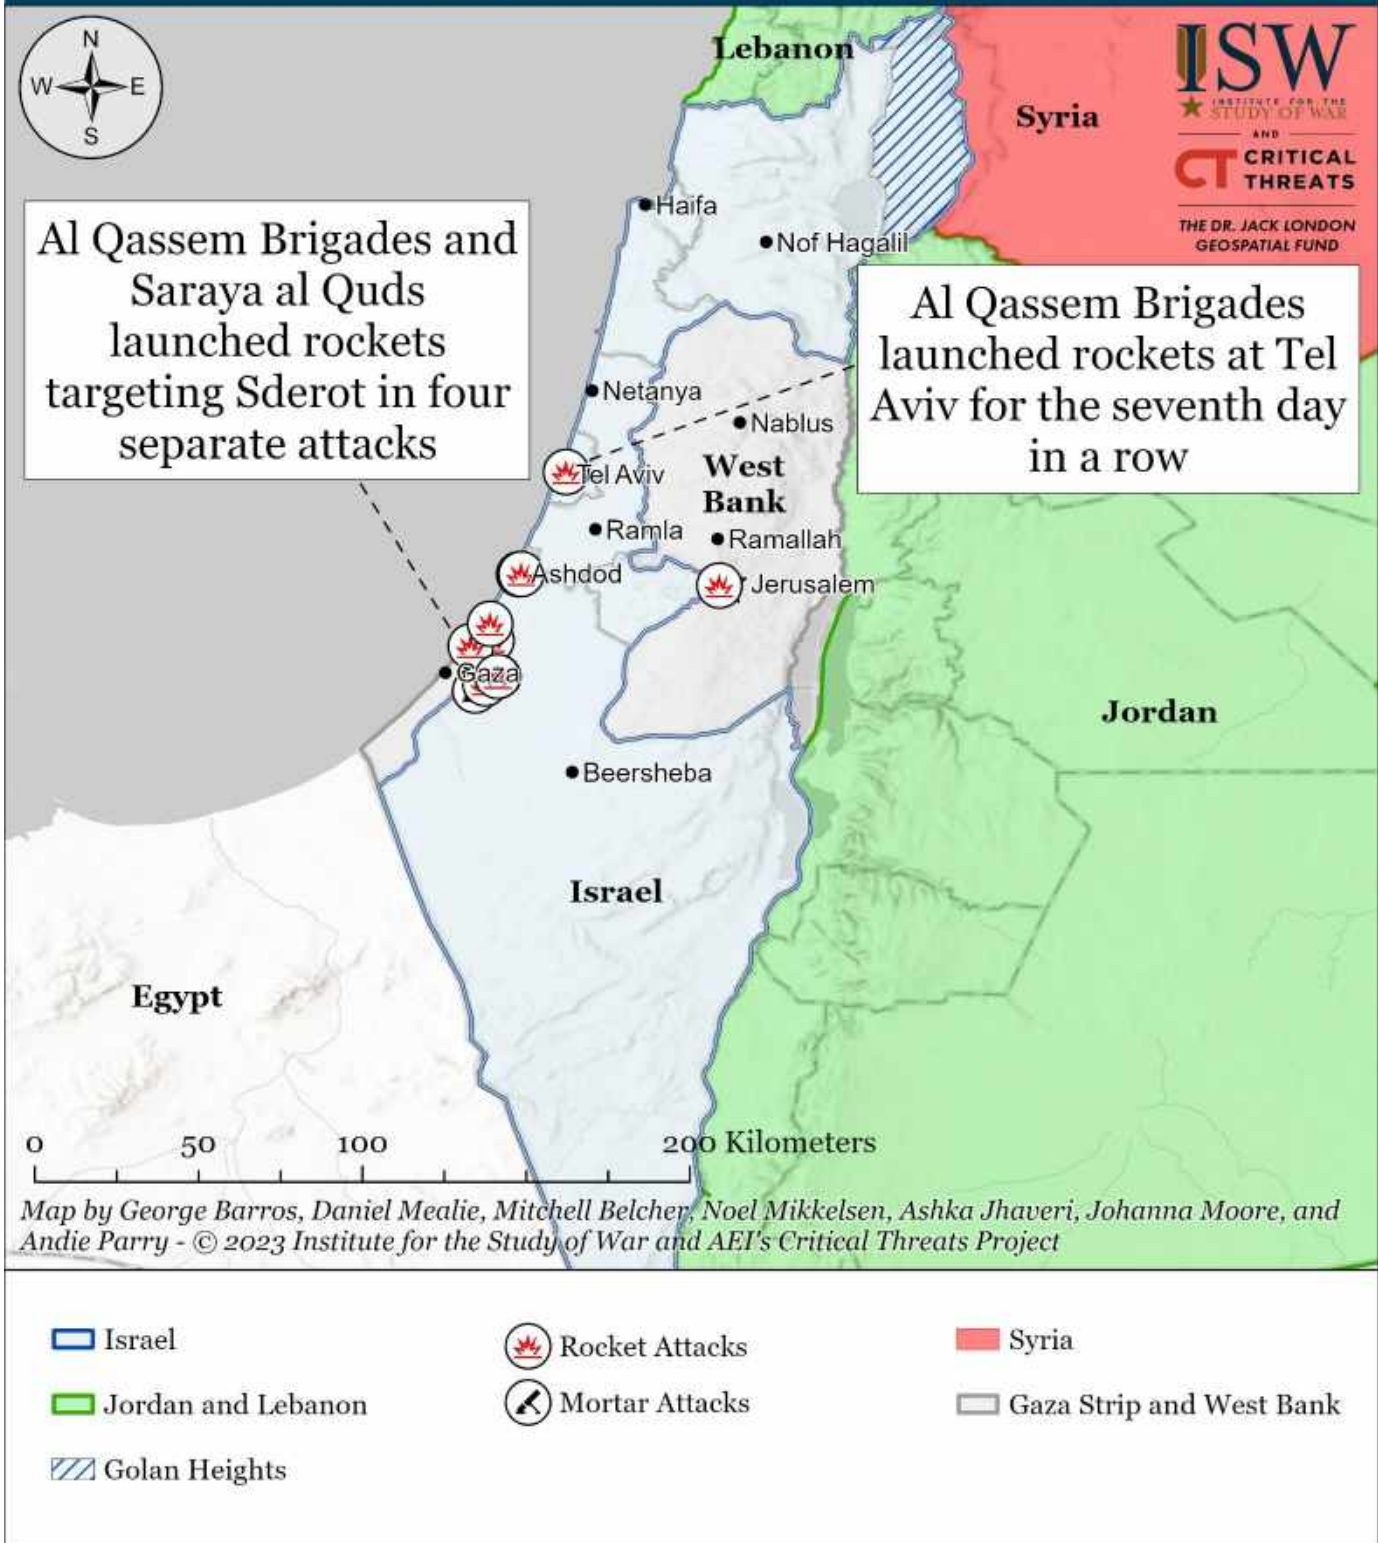 N
W
E
S
Lebanon
Syria
ISW
INSTITUTE FOR THE
STUDY OF WAR
AND
CT CRITICAL
THREATS
THE DR. JACK LONDON
GEOSPATIAL FUND
Haifa
Nof Hagalil
Al Qassem Brigades and
Saraya al Quds
launched rockets
targeting Sderot in four
separate attacks
Al Qassem Brigades
launched rockets at Tel
Aviv for the seventh day
in a row
Netanya
Nablus
West
Bank
Tel Aviv
Ramla
Ramallah
Ashdod
Jerusalem
Gaza
Jordan
Beersheba
Israel
Egypt
0 50 100 200 Kilometers
Map by George Barros, Daniel Mealie, Mitchell Belcher, Noel Mikkelsen, Ashka Jhaveri, Johanna Moore, and
Andie Parry - © 2023 Institute for the Study of War and AEI's Critical Threats Project
Israel
Rocket Attacks
Syria
Jordan and Lebanon
Mortar Attacks
Gaza Strip and West Bank
Golan Heights